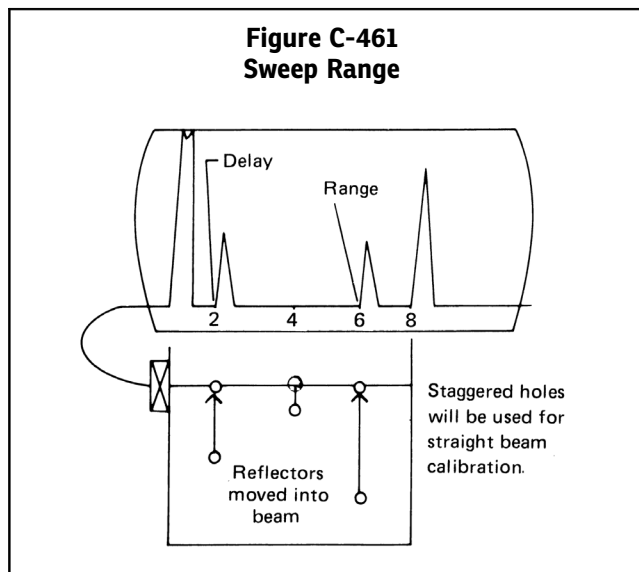 Figure C-461
Sweep Range
Delay
Range
2 4 6 8
Staggered holes
will be used for
straight beam
calibration.
Reflectors
moved into
beam